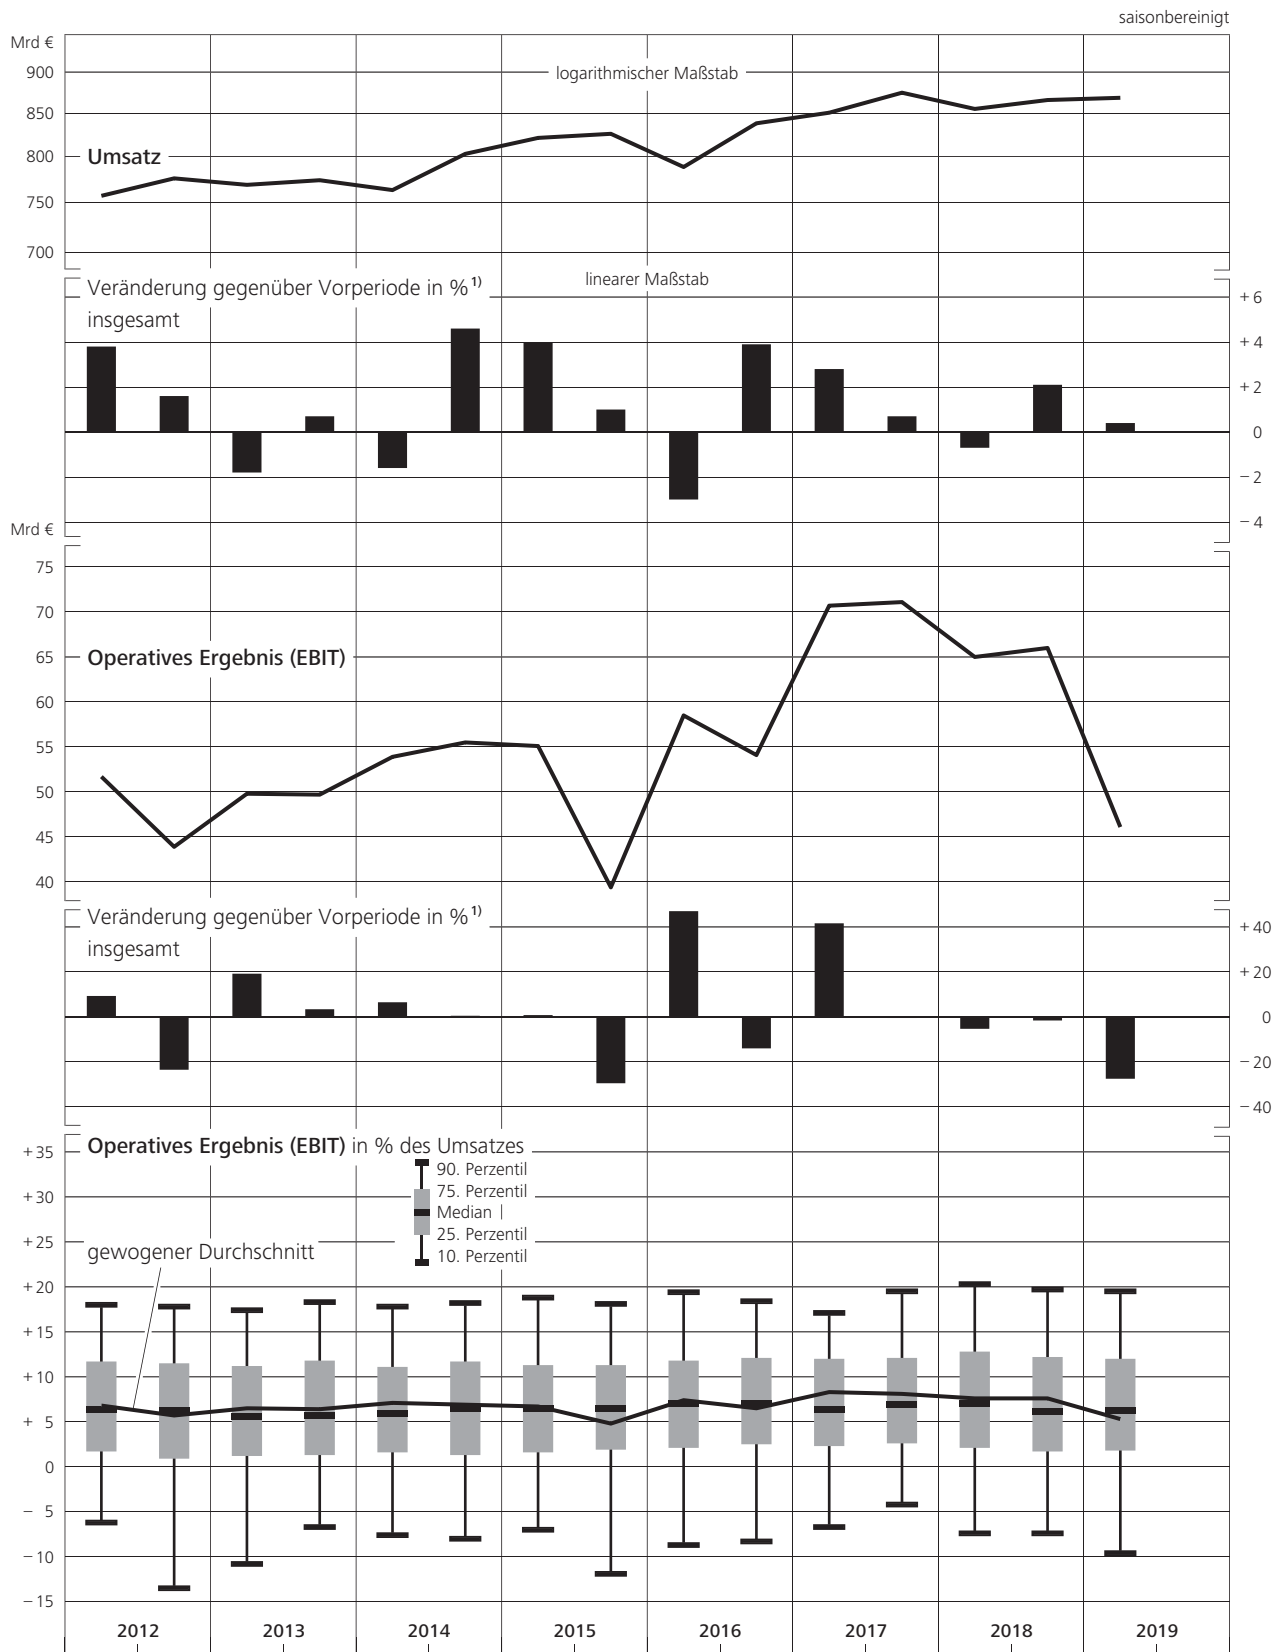 saisonbereinigt
Mrd €
900
logarithmischer Maßstab
850
800
Umsatz
750
700
linearer Maßstab
Veränderung gegenüber Vorperiode in %¹⁾
insgesamt
+ 6
+ 4
+ 2
0
− 2
− 4
Mrd €
75
70
65
Operatives Ergebnis (EBIT)
60
55
50
45
40
Veränderung gegenüber Vorperiode in %¹⁾
insgesamt
+ 40
+ 20
0
− 20
− 40
Operatives Ergebnis (EBIT) in % des Umsatzes
+ 35
90. Perzentil
75. Perzentil
Median
25. Perzentil
10. Perzentil
+ 30
+ 25
gewogener Durchschnitt
+ 20
+ 15
+ 10
+ 5
0
− 5
− 10
− 15
2012 2013 2014 2015 2016 2017 2018 2019